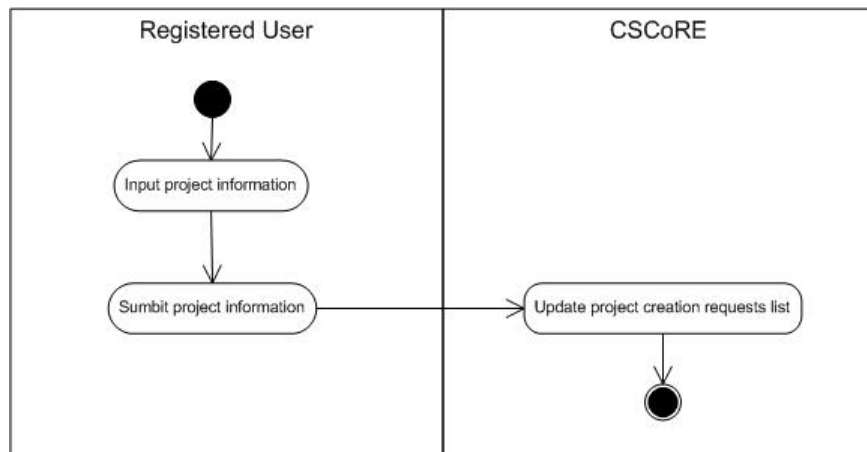 Registered User
CSCoRE
Input project information
Sumbit project information
Update project creation requests list